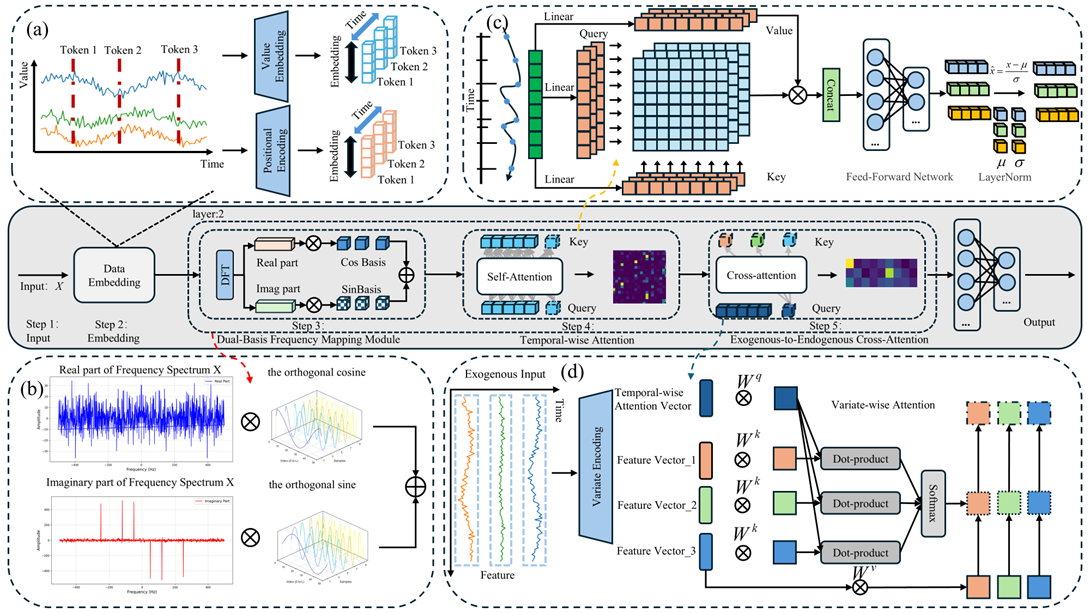 (a)
Token 1
Token 2
Token 3
Value
Time
Value
Embedding
Positional
Encoding
Time
Embedding
Token 3
Token 2
Token 1
Time
Embedding
Token 3
Token 2
Token 1
(c)
Time
Linear
Linear
Linear
Query
Value
Key
Concat
...
...
Feed-Forward Network
x̂ = (x − μ) / σ
μ σ
LayerNorm
layer:2
Input: X
Data
Embedding
DFT
Real part
Cos Basis
Imag part
SinBasis
Key
Self-Attention
Query
Key
Cross-attention
Query
...
...
Output
Step 1:
Input
Step 2:
Embedding
Step 3:
Dual-Basis Frequency Mapping Module
Step 4:
Temporal-wise Attention
Step 5:
Exogenous-to-Endogenous Cross-Attention
(b)
Real part of Frequency Spectrum X
Real Part
Amplitude
Frequency (Hz)
the orthogonal cosine
Samples
Imaginary part of Frequency Spectrum X
Imaginary Part
Amplitude
Frequency (Hz)
the orthogonal sine
Samples
(d)
Exogenous Input
Time
Feature
Variate Encoding
Temporal-wise
Attention Vector
W^q
Variate-wise Attention
Feature Vector_1
W^k
Dot-product
Feature Vector_2
W^k
Dot-product
Feature Vector_3
W^k
Dot-product
Softmax
W^v